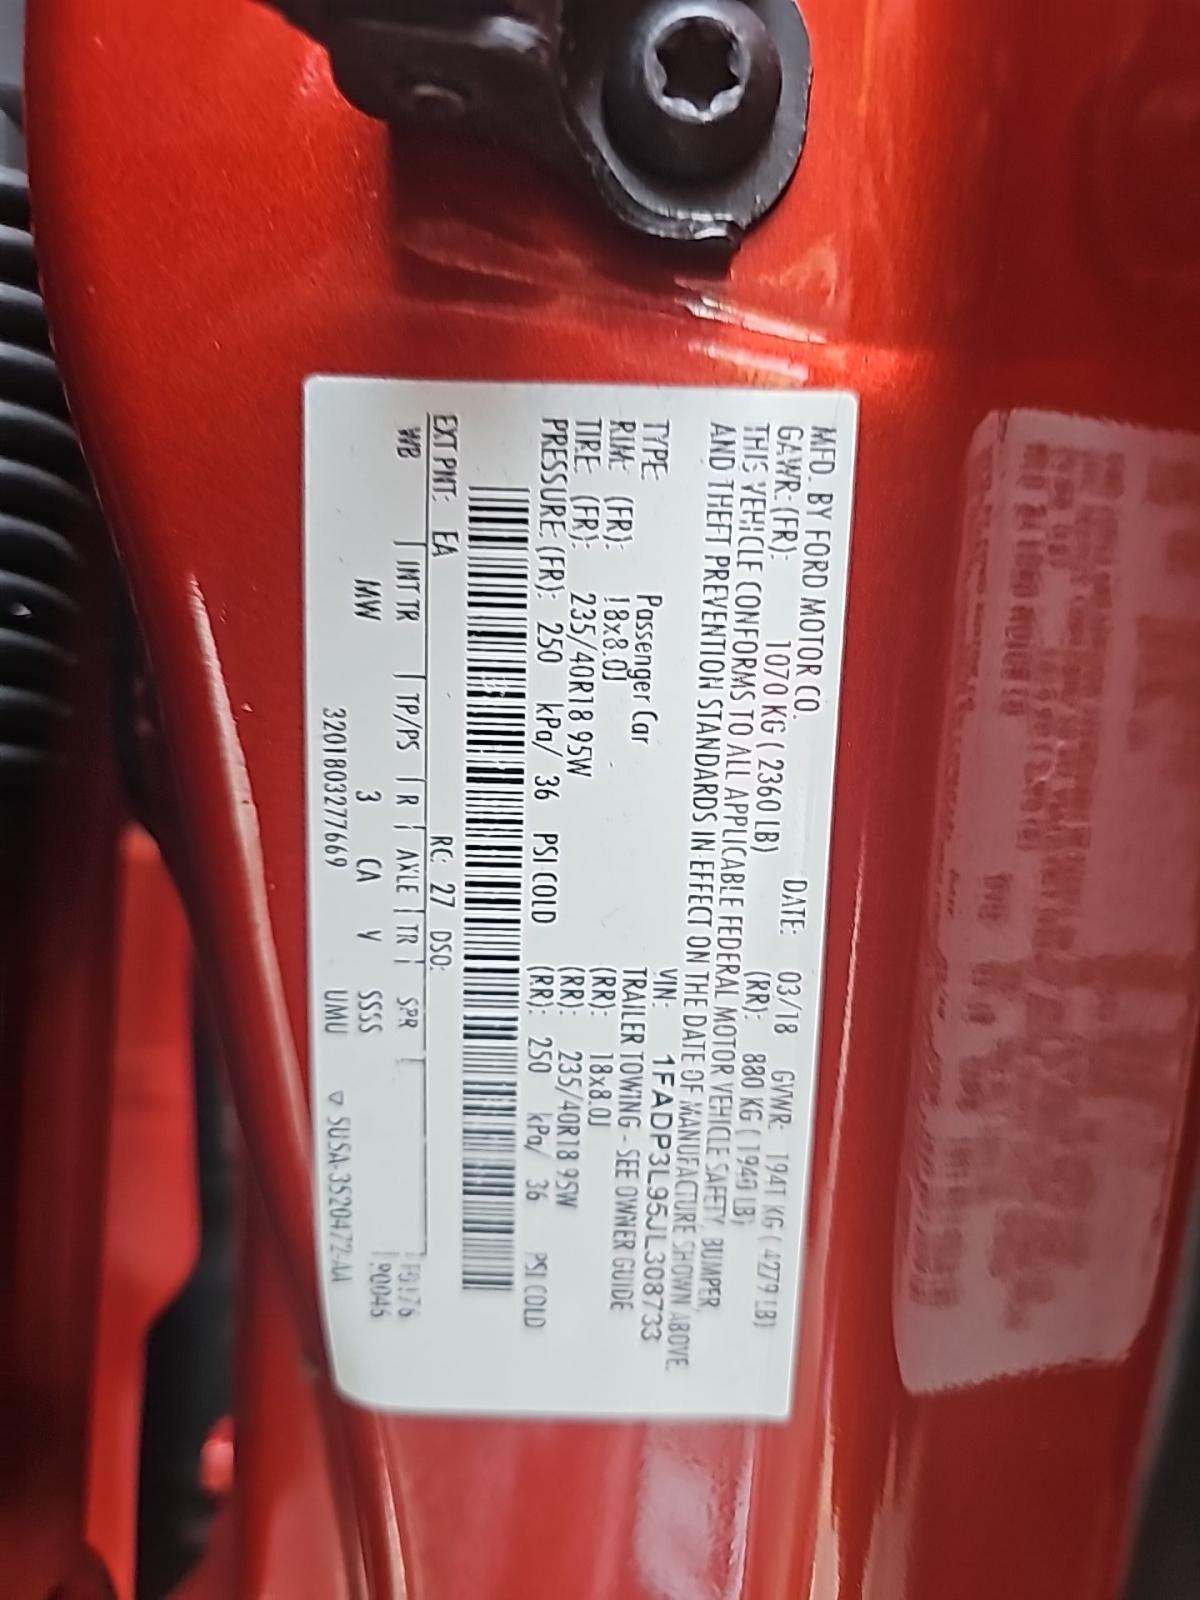 MFD. BY FORD MOTOR CO. DATE: 03/18 GVWR: 1941 KG ( 4279 LB)
GAWR: (FR): 1070 KG ( 2360 LB) (RR): 880 KG ( 1940 LB)
THIS VEHICLE CONFORMS TO ALL APPLICABLE FEDERAL MOTOR VEHICLE SAFETY, BUMPER,
AND THEFT PREVENTION STANDARDS IN EFFECT ON THE DATE OF MANUFACTURE SHOWN ABOVE.
VIN: 1FADP3L95JL308733
TYPE: Passenger Car TRAILER TOWING - SEE OWNER GUIDE
RIM: (FR): 18x8.0J (RR): 18x8.0J
TIRE: (FR): 235/40R18 95W (RR): 235/40R18 95W
PRESSURE: (FR): 250 kPa/ 36 PSI COLD (RR): 250 kPa/ 36 PSI COLD
EXT PNT: EA RC: 27 DSO:
WB INT TR TP/PS R AXLE TR SPR
MW 3 CA Y SSSS
3201803277669 UMU ▽ 5U5A-3520472-AA